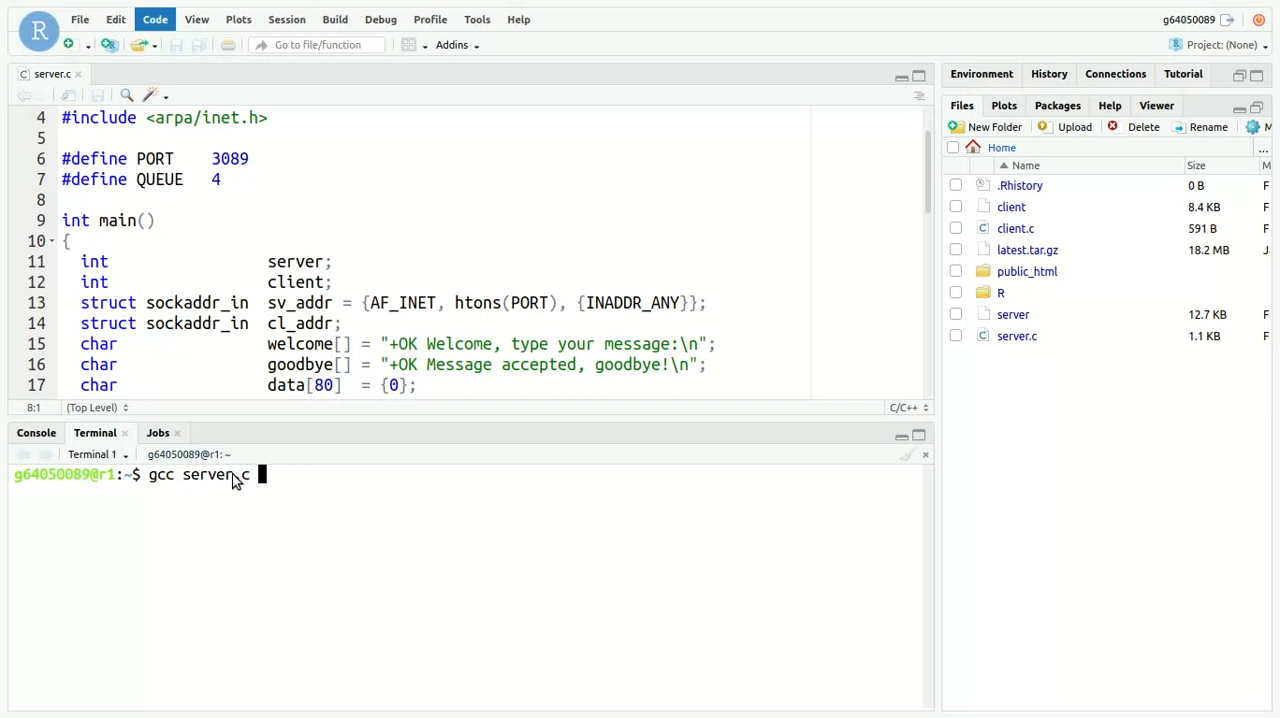 R
File Edit Code View Plots Session Build Debug Profile Tools Help
g64050089
Go to file/function Addins
Project: (None)
server.c
4 #include <arpa/inet.h>
5
6 #define PORT    3089
7 #define QUEUE   4
8
9 int main()
10 {
11   int                 server;
12   int                 client;
13   struct sockaddr_in  sv_addr = {AF_INET, htons(PORT), {INADDR_ANY}};
14   struct sockaddr_in  cl_addr;
15   char                welcome[] = "+OK Welcome, type your message:\n";
16   char                goodbye[] = "+OK Message accepted, goodbye!\n";
17   char                data[80]  = {0};
8:1 (Top Level) C/C++
Console Terminal Jobs
Terminal 1 g64050089@r1: ~
g64050089@r1:~$ gcc server.c
Environment History Connections Tutorial
Files Plots Packages Help Viewer
New Folder Upload Delete Rename M
Home ...
Name Size M
.Rhistory 0 B F
client 8.4 KB F
client.c 591 B F
latest.tar.gz 18.2 MB J
public_html
R
server 12.7 KB F
server.c 1.1 KB F